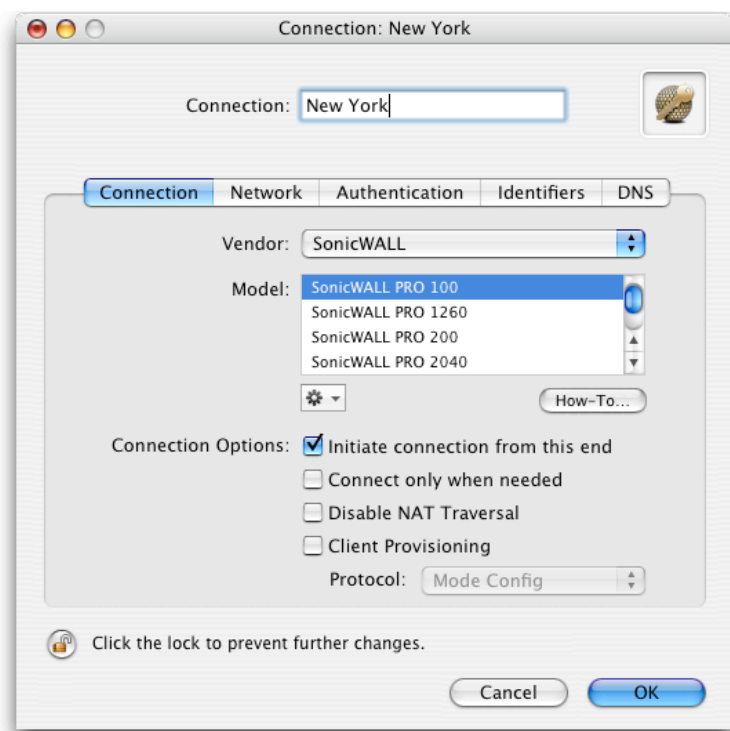 Connection: New York
Connection: New York
Connection Network Authentication Identifiers DNS
Vendor: SonicWALL
Model: SonicWALL PRO 100
SonicWALL PRO 1260
SonicWALL PRO 200
SonicWALL PRO 2040
How-To...
Connection Options: Initiate connection from this end
Connect only when needed
Disable NAT Traversal
Client Provisioning
Protocol: Mode Config
Click the lock to prevent further changes.
Cancel OK